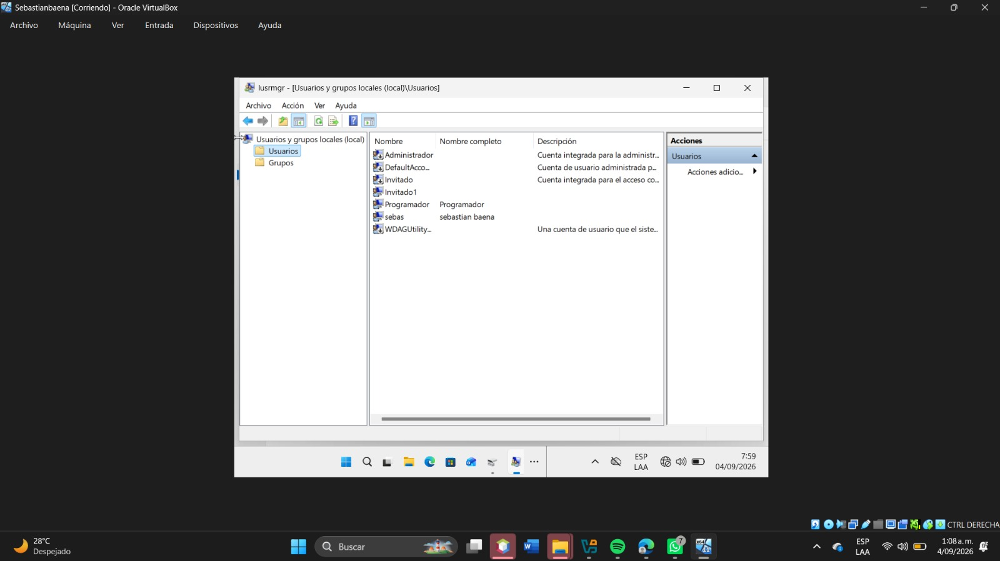 Sebastianbaena [Corriendo] - Oracle VirtualBox
Archivo Máquina Ver Entrada Dispositivos Ayuda
lusrmgr - [Usuarios y grupos locales (local)\Usuarios]
Archivo Acción Ver Ayuda
Usuarios y grupos locales (local)
Usuarios
Grupos
Nombre Nombre completo Descripción
Administrador Cuenta integrada para la administr...
DefaultAcco... Cuenta de usuario administrada p...
Invitado Cuenta integrada para el acceso co...
Invitado1
Programador Programador
sebas sebastian baena
WDAGUtility... Una cuenta de usuario que el siste...
Acciones
Usuarios
Acciones adicio...
ESP
LAA
7:59
04/09/2026
CTRL DERECHA
28°C
Despejado
Buscar
7
ESP
LAA
1:08 a.m.
4/09/2026